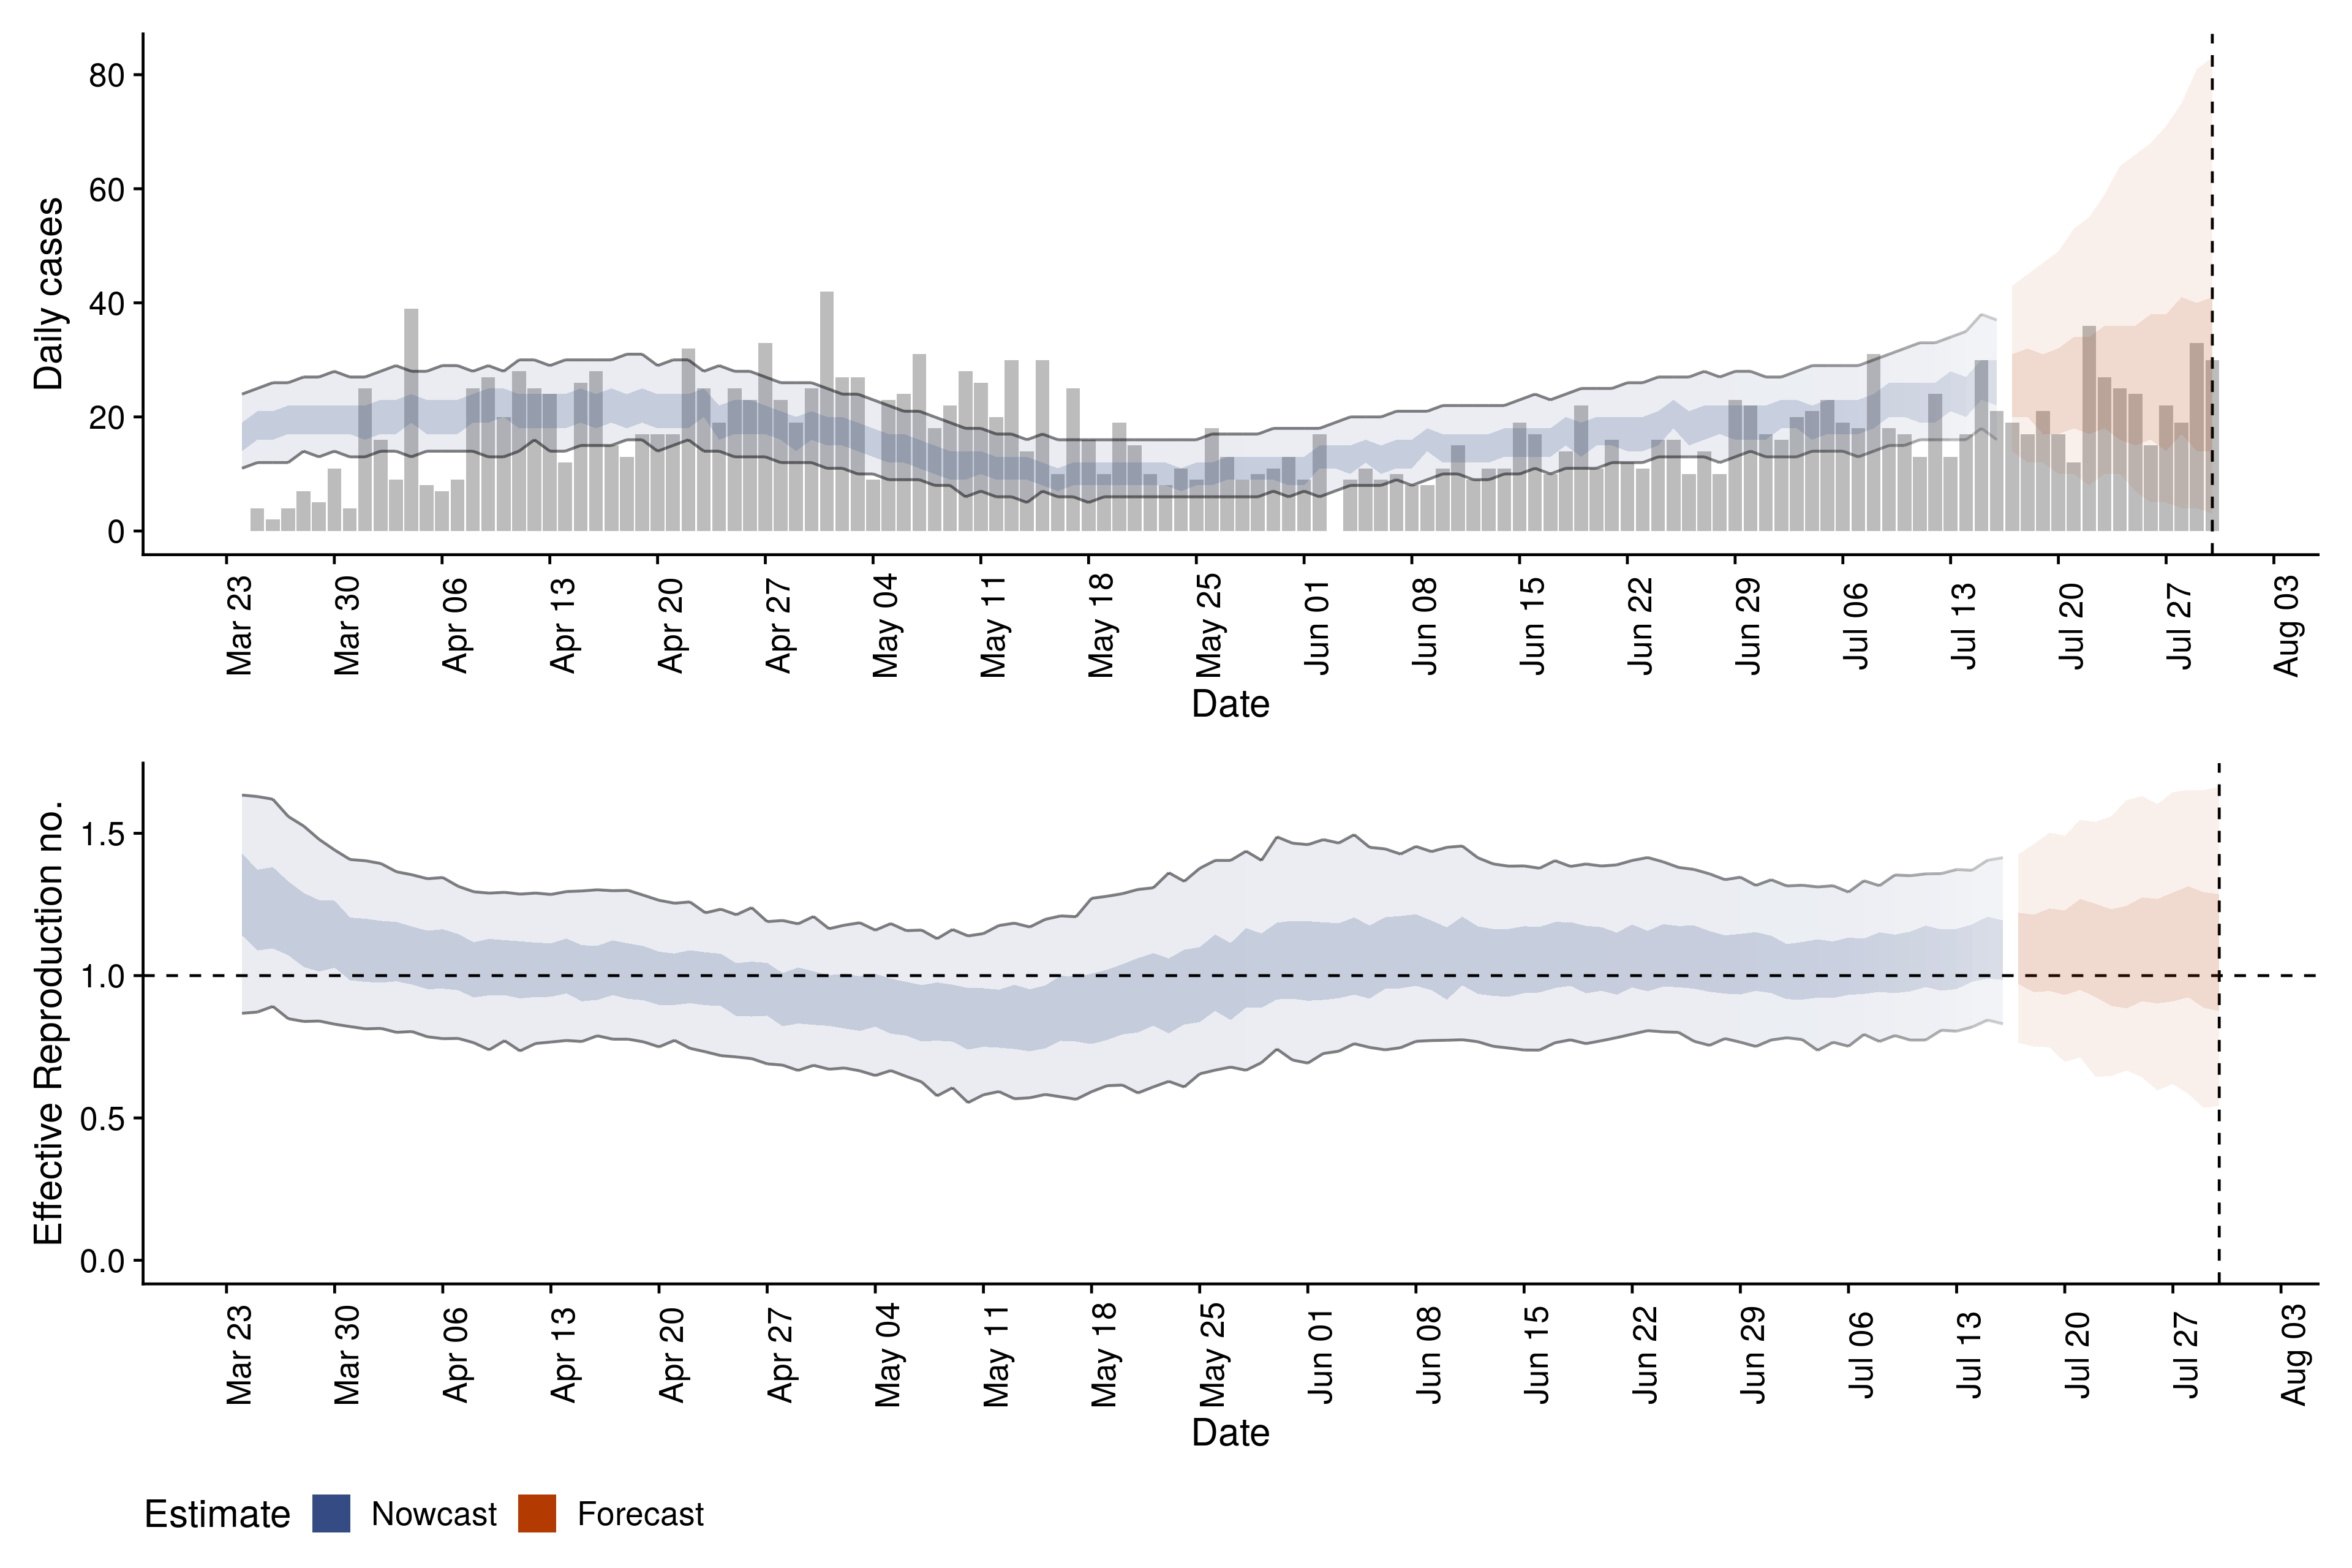 80
60
40
20
0
Daily cases
Mar 23
Mar 30
Apr 06
Apr 13
Apr 20
Apr 27
May 04
May 11
May 18
May 25
Jun 01
Jun 08
Jun 15
Jun 22
Jun 29
Jul 06
Jul 13
Jul 20
Jul 27
Aug 03
Date
1.5
1.0
0.5
0.0
Effective Reproduction no.
Mar 23
Mar 30
Apr 06
Apr 13
Apr 20
Apr 27
May 04
May 11
May 18
May 25
Jun 01
Jun 08
Jun 15
Jun 22
Jun 29
Jul 06
Jul 13
Jul 20
Jul 27
Aug 03
Date
Estimate Nowcast Forecast